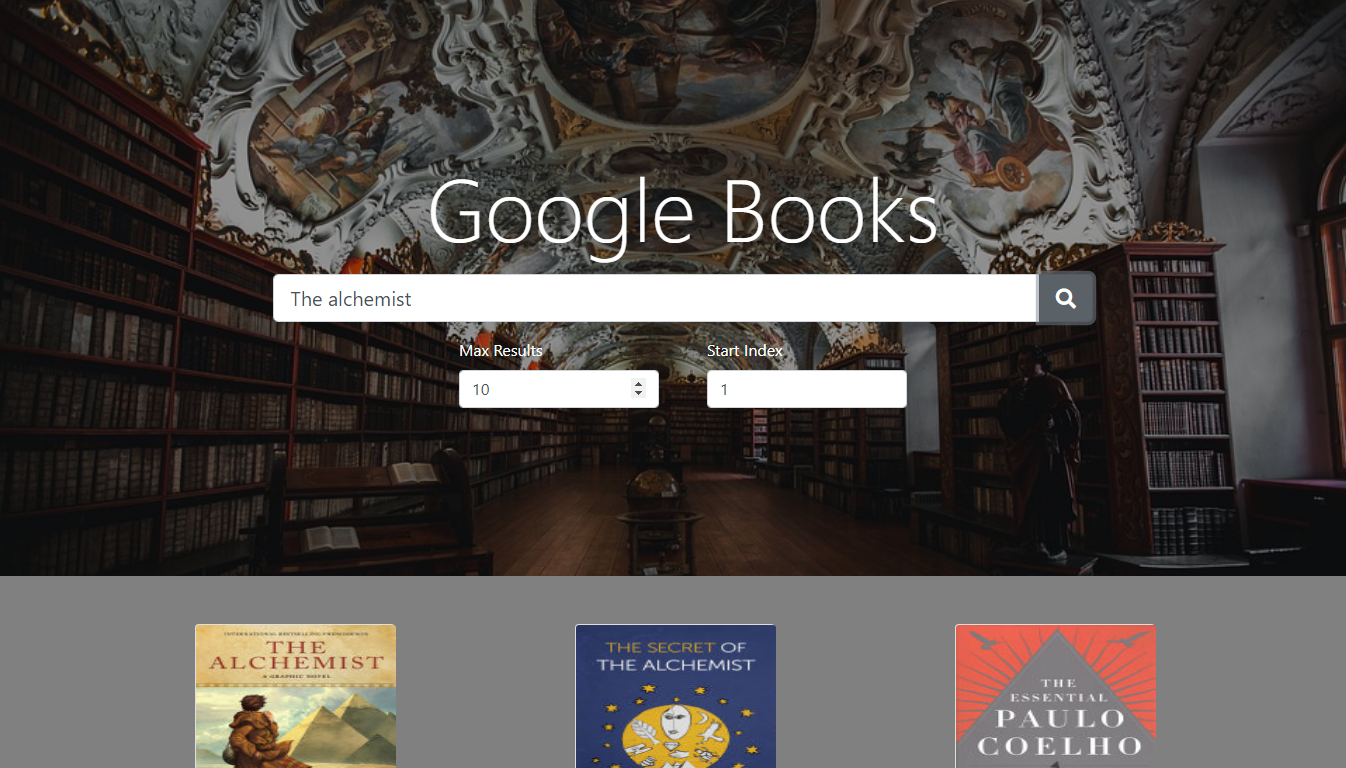 Google Books
The alchemist
Max Results
Start Index
10
1
INTERNATIONAL BESTSELLING PHENOMENON
THE
ALCHEMIST
A GRAPHIC NOVEL
THE SECRET OF
THE ALCHEMIST
THE
ESSENTIAL
PAULO
COELHO